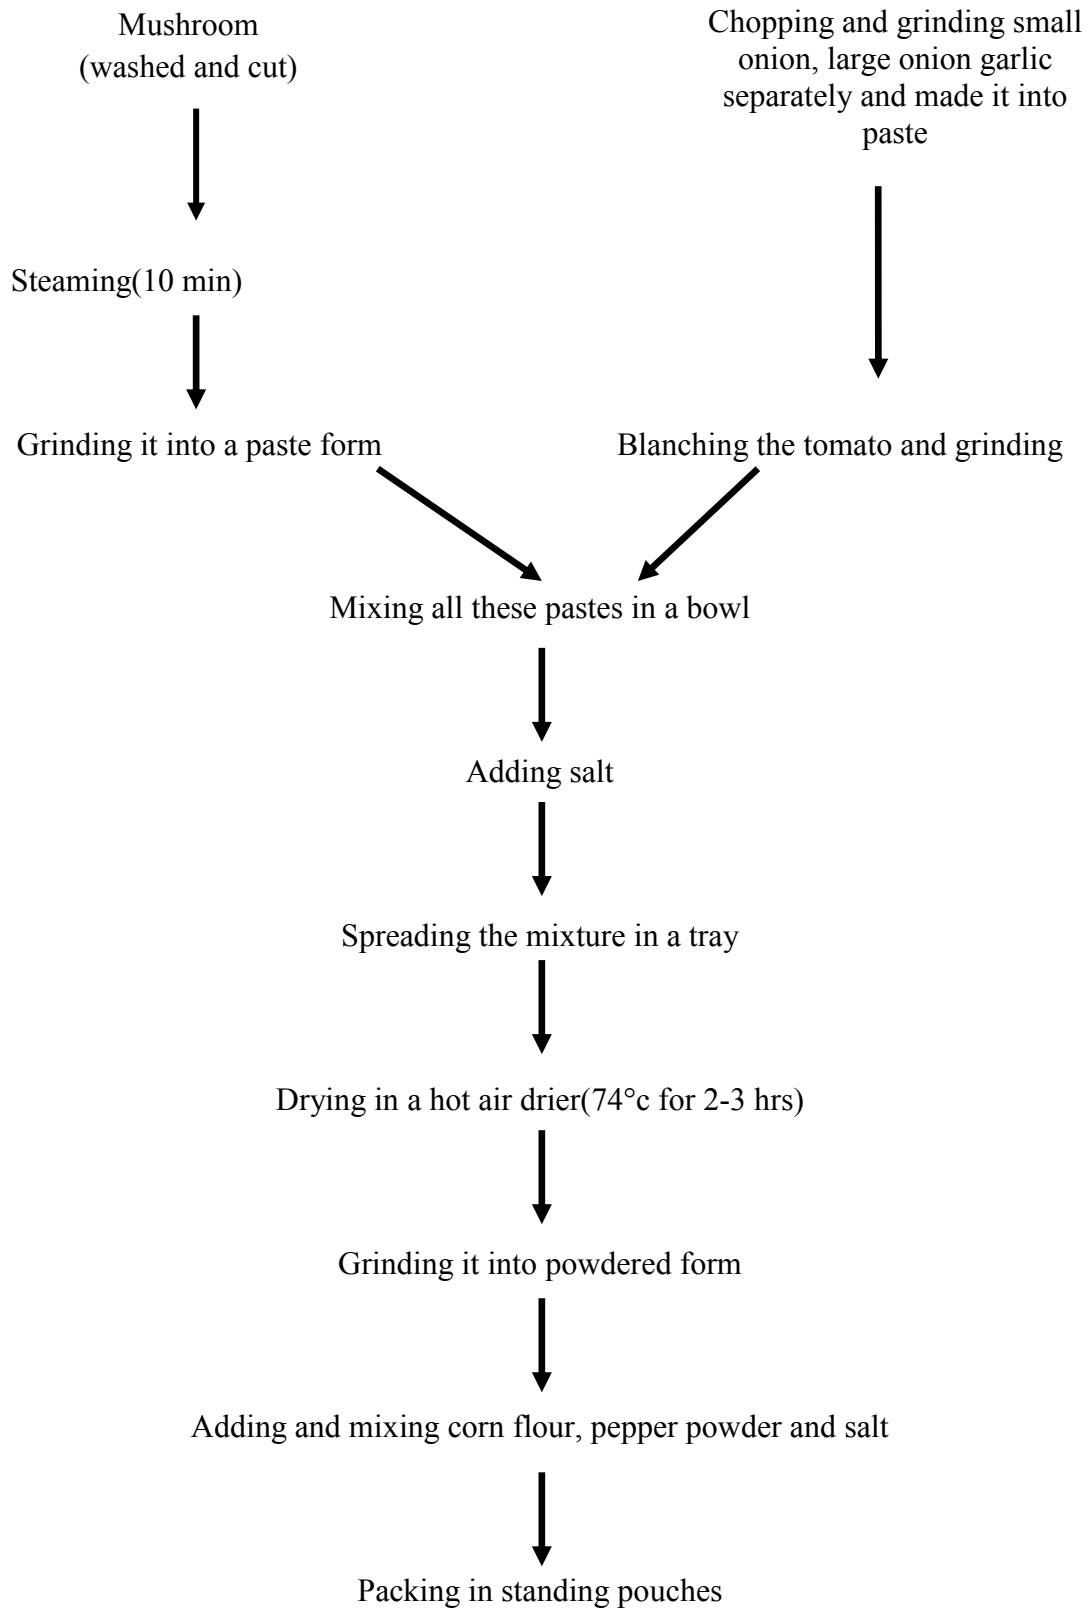 Mushroom
(washed and cut)
Chopping and grinding small
onion, large onion garlic
separately and made it into
paste
Steaming(10 min)
Grinding it into a paste form
Blanching the tomato and grinding
Mixing all these pastes in a bowl
Adding salt
Spreading the mixture in a tray
Drying in a hot air drier(74°c for 2-3 hrs)
Grinding it into powdered form
Adding and mixing corn flour, pepper powder and salt
Packing in standing pouches